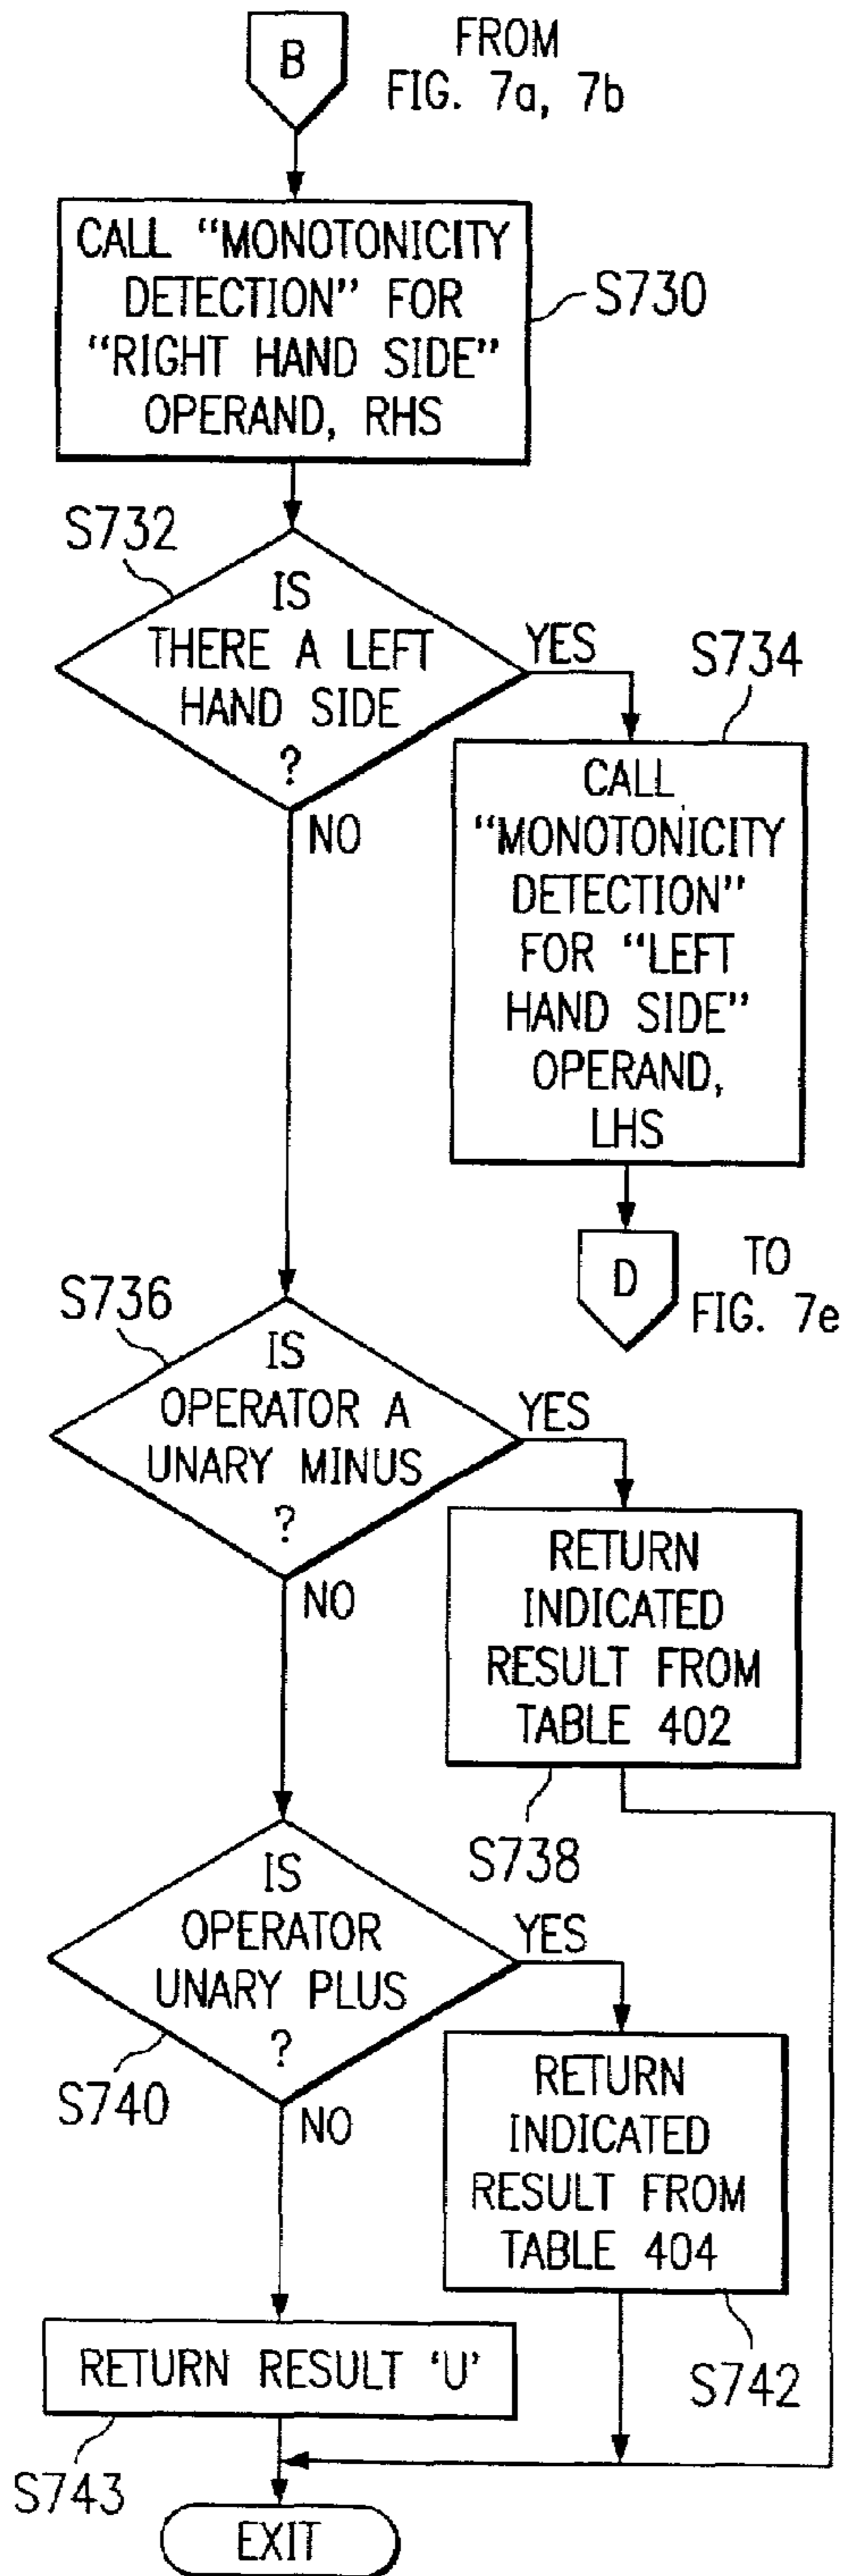 B
FROM
FIG. 7a, 7b
CALL "MONOTONICITY
DETECTION" FOR
"RIGHT HAND SIDE"
OPERAND, RHS
S730
S732
IS
THERE A LEFT
HAND SIDE
?
YES
NO
S734
CALL
"MONOTONICITY
DETECTION"
FOR "LEFT
HAND SIDE"
OPERAND,
LHS
D
TO
FIG. 7e
S736
IS
OPERATOR A
UNARY MINUS
?
YES
NO
RETURN
INDICATED
RESULT FROM
TABLE 402
S738
IS
OPERATOR
UNARY PLUS
?
YES
S740
NO
RETURN
INDICATED
RESULT FROM
TABLE 404
S742
RETURN RESULT 'U'
S743
EXIT